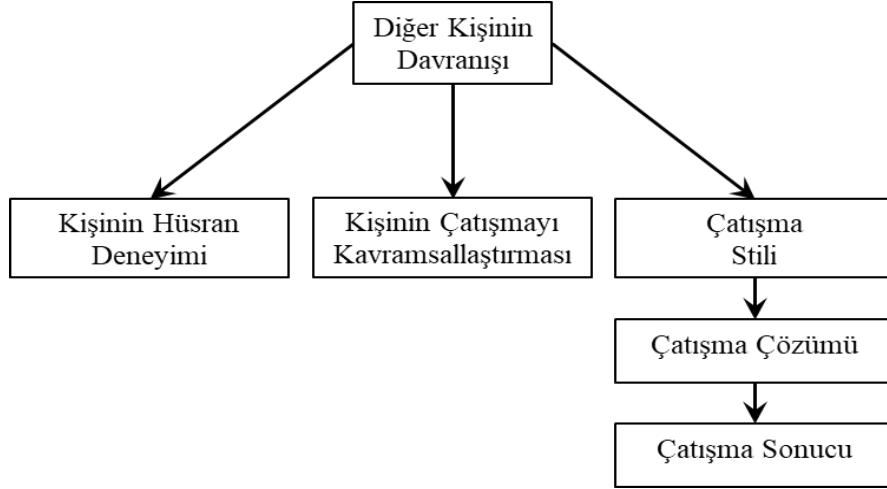 Diğer Kişinin
Davranışı
Kişinin Hüsran
Deneyimi
Kişinin Çatışmayı
Kavramsallaştırması
Çatışma
Stili
Çatışma Çözümü
Çatışma Sonucu